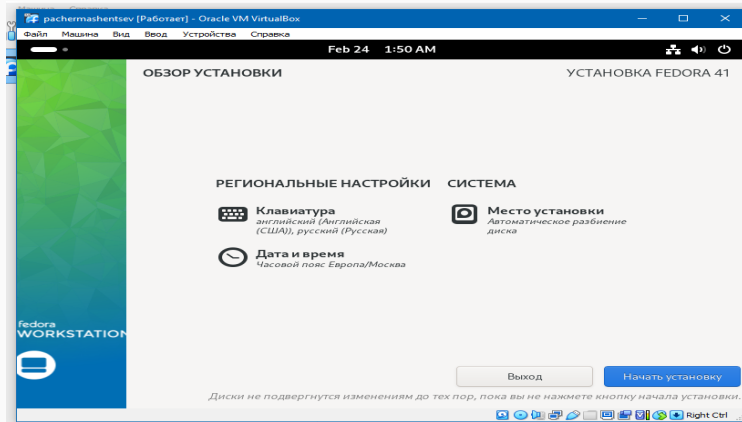 pachermashentsev [Работает] - Oracle VM VirtualBox
Файл Машина Вид Ввод Устройства Справка
Feb 24 1:50 AM
ОБЗОР УСТАНОВКИ
УСТАНОВКА FEDORA 41
РЕГИОНАЛЬНЫЕ НАСТРОЙКИ
СИСТЕМА
Клавиатура
английский (Английская
(США)), русский (Русская)
Место установки
Автоматическое разбиение
диска
Дата и время
Часовой пояс Европа/Москва
fedora
WORKSTATION
Выход
Начать установку
Диски не подвергнутся изменениям до тех пор, пока вы не нажмете кнопку начала установки.
Right Ctrl